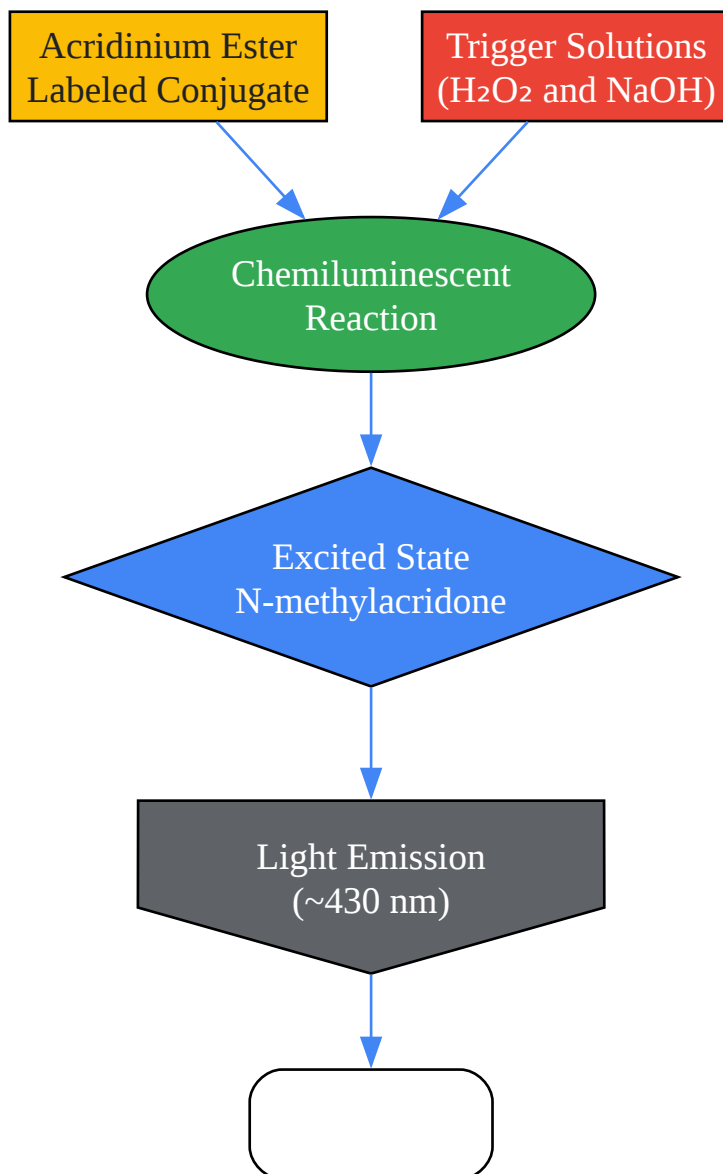 Acridinium Ester
Labeled Conjugate
Trigger Solutions
(H₂O₂ and NaOH)
Chemiluminescent
Reaction
Excited State
N-methylacridone
Light Emission
(~430 nm)